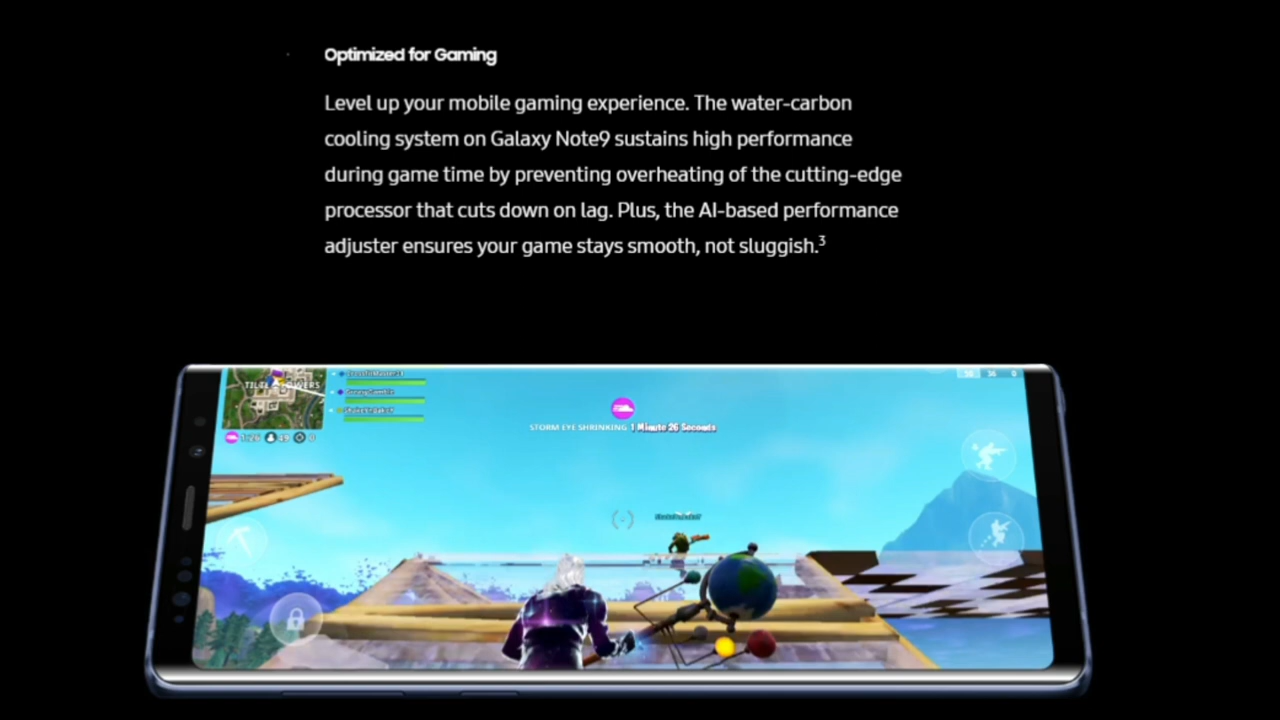 Optimized for Gaming
Level up your mobile gaming experience. The water-carbon
cooling system on Galaxy Note9 sustains high performance
during game time by preventing overheating of the cutting-edge
processor that cuts down on lag. Plus, the AI-based performance
adjuster ensures your game stays smooth, not sluggish.³
STORM EYE SHRINKING 1 Minute 26 Seconds